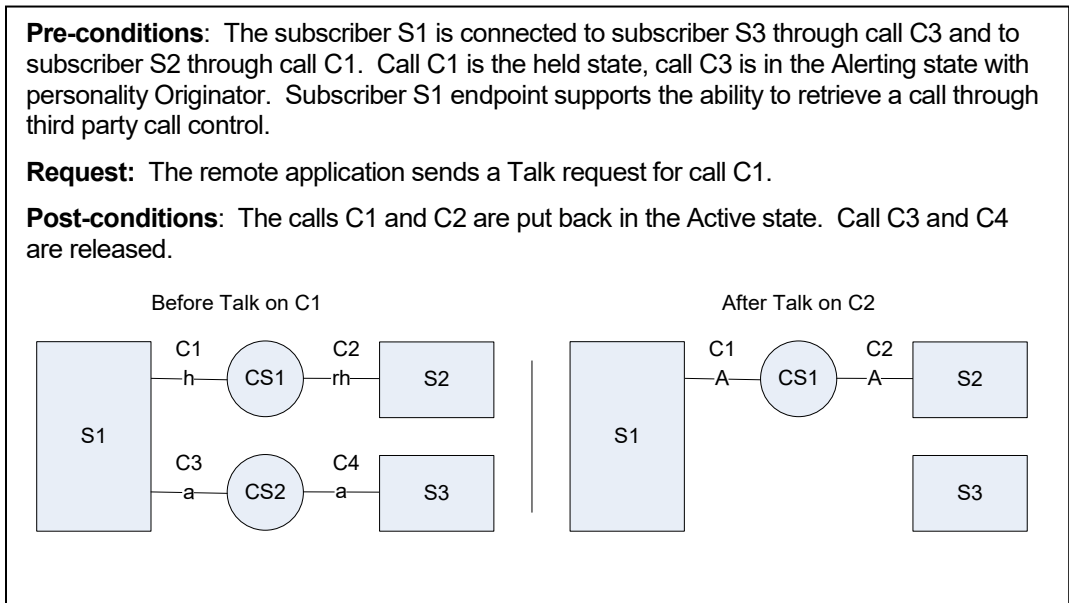 Pre-conditions:  The subscriber S1 is connected to subscriber S3 through call C3 and to
subscriber S2 through call C1.  Call C1 is the held state, call C3 is in the Alerting state with
personality Originator.  Subscriber S1 endpoint supports the ability to retrieve a call through
third party call control.
Request:  The remote application sends a Talk request for call C1.
Post-conditions:  The calls C1 and C2 are put back in the Active state.  Call C3 and C4
are released.
Before Talk on C1
C1
C2
h
CS1
rh
S2
S1
C3
C4
a
CS2
a
S3
After Talk on C2
C1
C2
A
CS1
A
S2
S1
S3